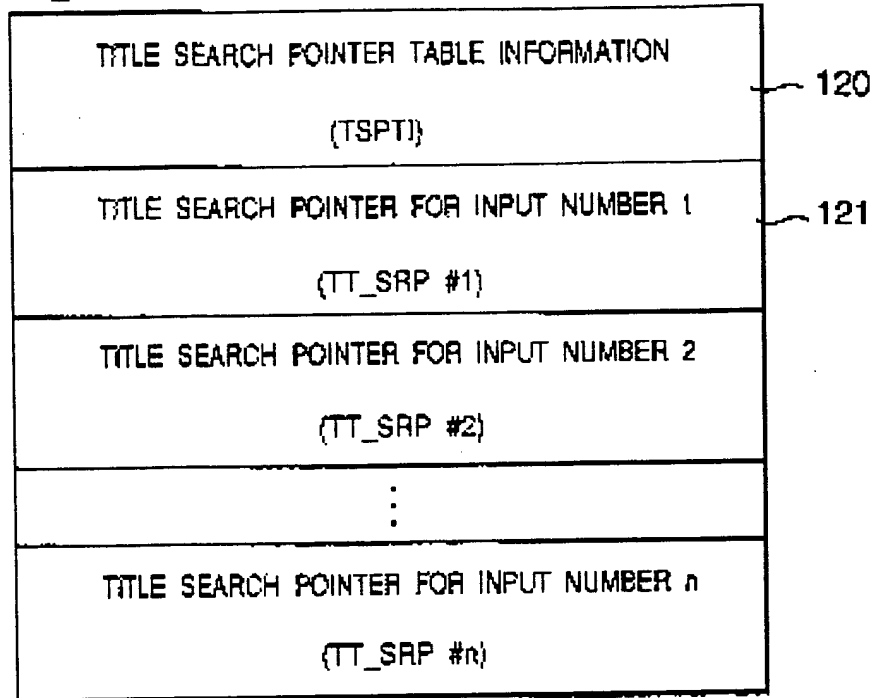 TITLE SEARCH POINTER TABLE INFORMATION
(TSPTI)
120
TITLE SEARCH POINTER FOR INPUT NUMBER 1
121
(TT_SRP #1)
TITLE SEARCH POINTER FOR INPUT NUMBER 2
(TT_SRP #2)
⋮
TITLE SEARCH POINTER FOR INPUT NUMBER n
(TT_SRP #n)